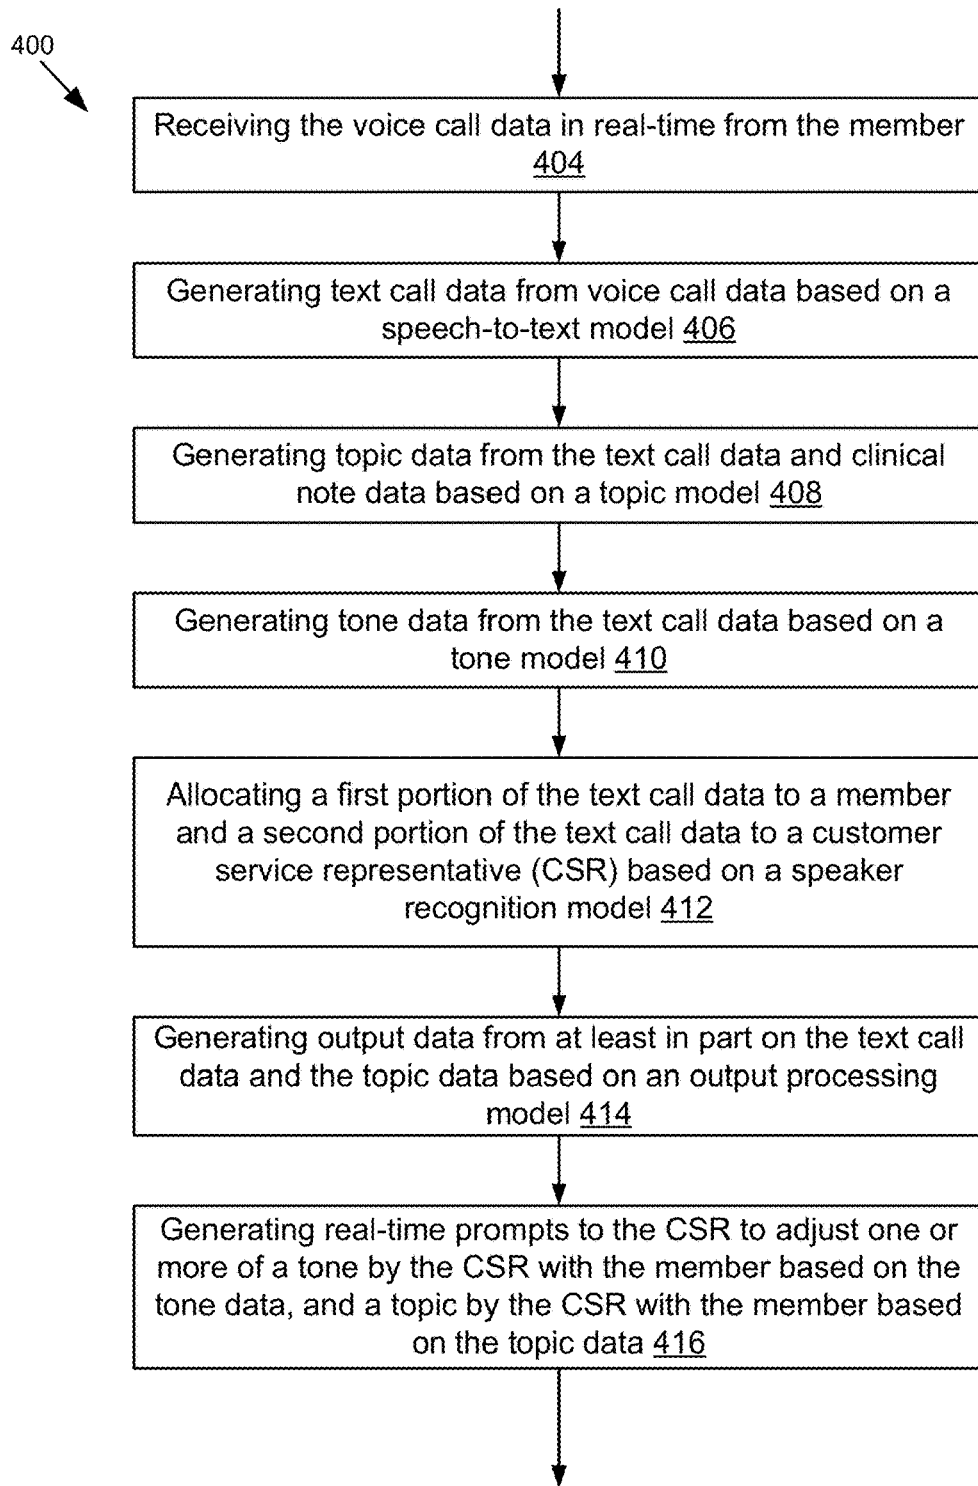 400
Receiving the voice call data in real-time from the member
404
Generating text call data from voice call data based on a
speech-to-text model 406
Generating topic data from the text call data and clinical
note data based on a topic model 408
Generating tone data from the text call data based on a
tone model 410
Allocating a first portion of the text call data to a member
and a second portion of the text call data to a customer
service representative (CSR) based on a speaker
recognition model 412
Generating output data from at least in part on the text call
data and the topic data based on an output processing
model 414
Generating real-time prompts to the CSR to adjust one or
more of a tone by the CSR with the member based on the
tone data, and a topic by the CSR with the member based
on the topic data 416